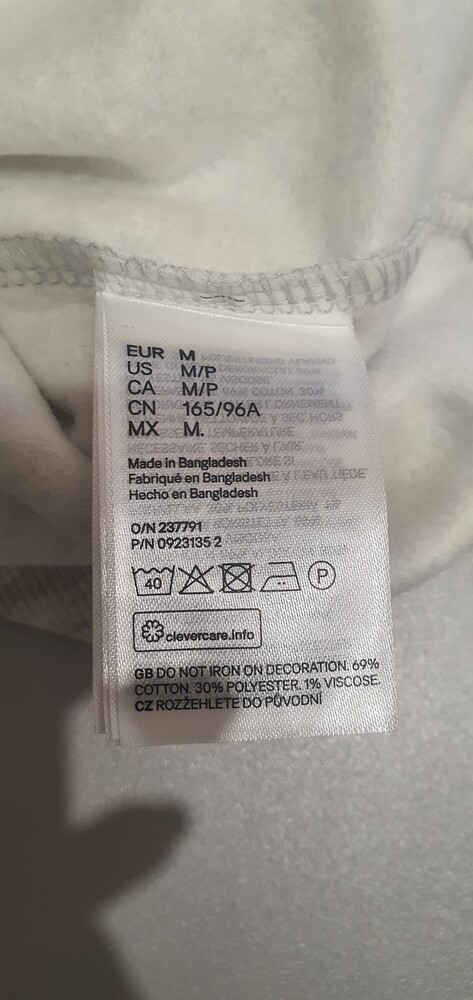 EUR M
US M/P
CA M/P
CN 165/96A
MX M.
Made in Bangladesh
Fabriqué en Bangladesh
Hecho en Bangladesh
O/N 237791
P/N 0923135 2
40 P
clevercare.info
GB DO NOT IRON ON DECORATION. 69%
COTTON. 30% POLYESTER. 1% VISCOSE.
CZ ROZŽEHLETE DO PŮVODNÍ